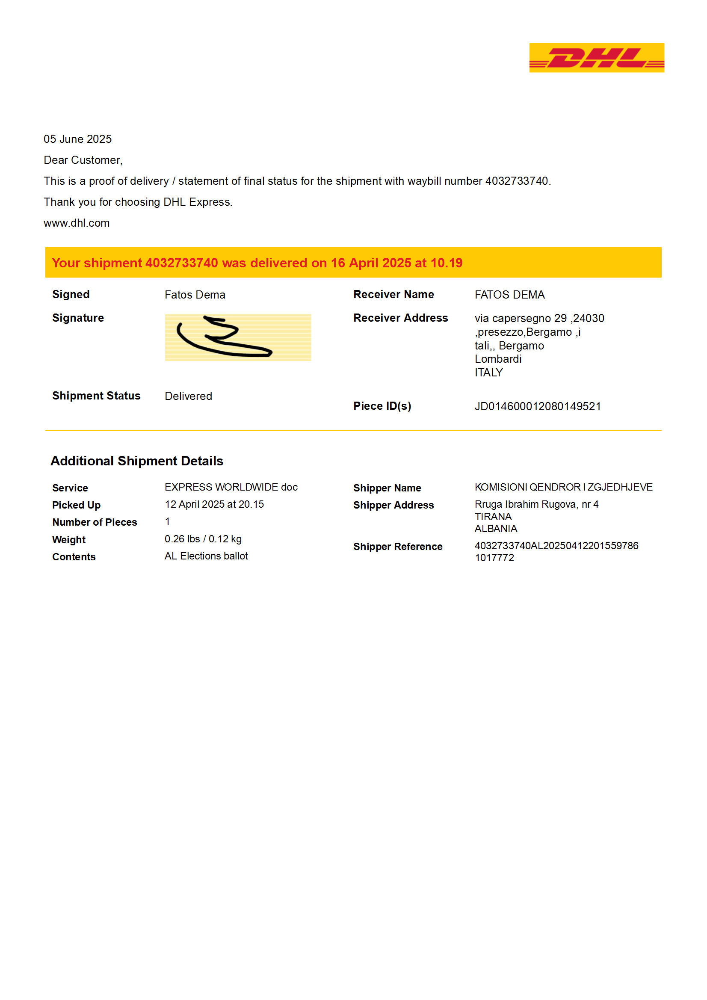 DHL
05 June 2025
Dear Customer,
This is a proof of delivery / statement of final status for the shipment with waybill number 4032733740.
Thank you for choosing DHL Express.
www.dhl.com
Your shipment 4032733740 was delivered on 16 April 2025 at 10.19
Signed Fatos Dema
Receiver Name FATOS DEMA
Signature
Receiver Address via capersegno 29 ,24030
,presezzo,Bergamo ,i
tali,, Bergamo
Lombardi
ITALY
Shipment Status Delivered
Piece ID(s) JD014600012080149521
Additional Shipment Details
Service EXPRESS WORLDWIDE doc
Picked Up 12 April 2025 at 20.15
Number of Pieces 1
Weight 0.26 lbs / 0.12 kg
Contents AL Elections ballot
Shipper Name KOMISIONI QENDROR I ZGJEDHJEVE
Shipper Address Rruga Ibrahim Rugova, nr 4
TIRANA
ALBANIA
Shipper Reference 4032733740AL20250412201559786
1017772